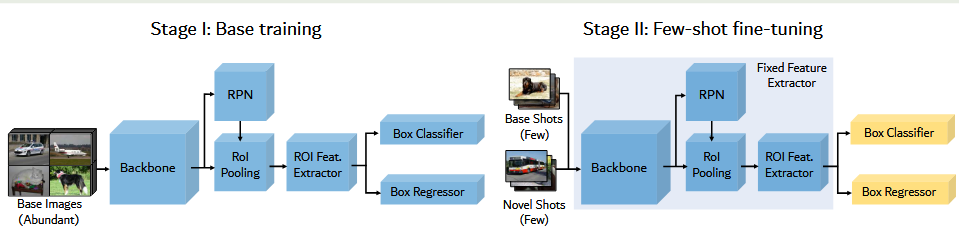 Stage I: Base training
RPN
Backbone
RoI
Pooling
ROI Feat.
Extractor
Box Classifier
Box Regressor
Base Images
(Abundant)
Stage II: Few-shot fine-tuning
Fixed Feature
Extractor
RPN
Base Shots
(Few)
Backbone
RoI
Pooling
ROI Feat.
Extractor
Box Classifier
Box Regressor
Novel Shots
(Few)